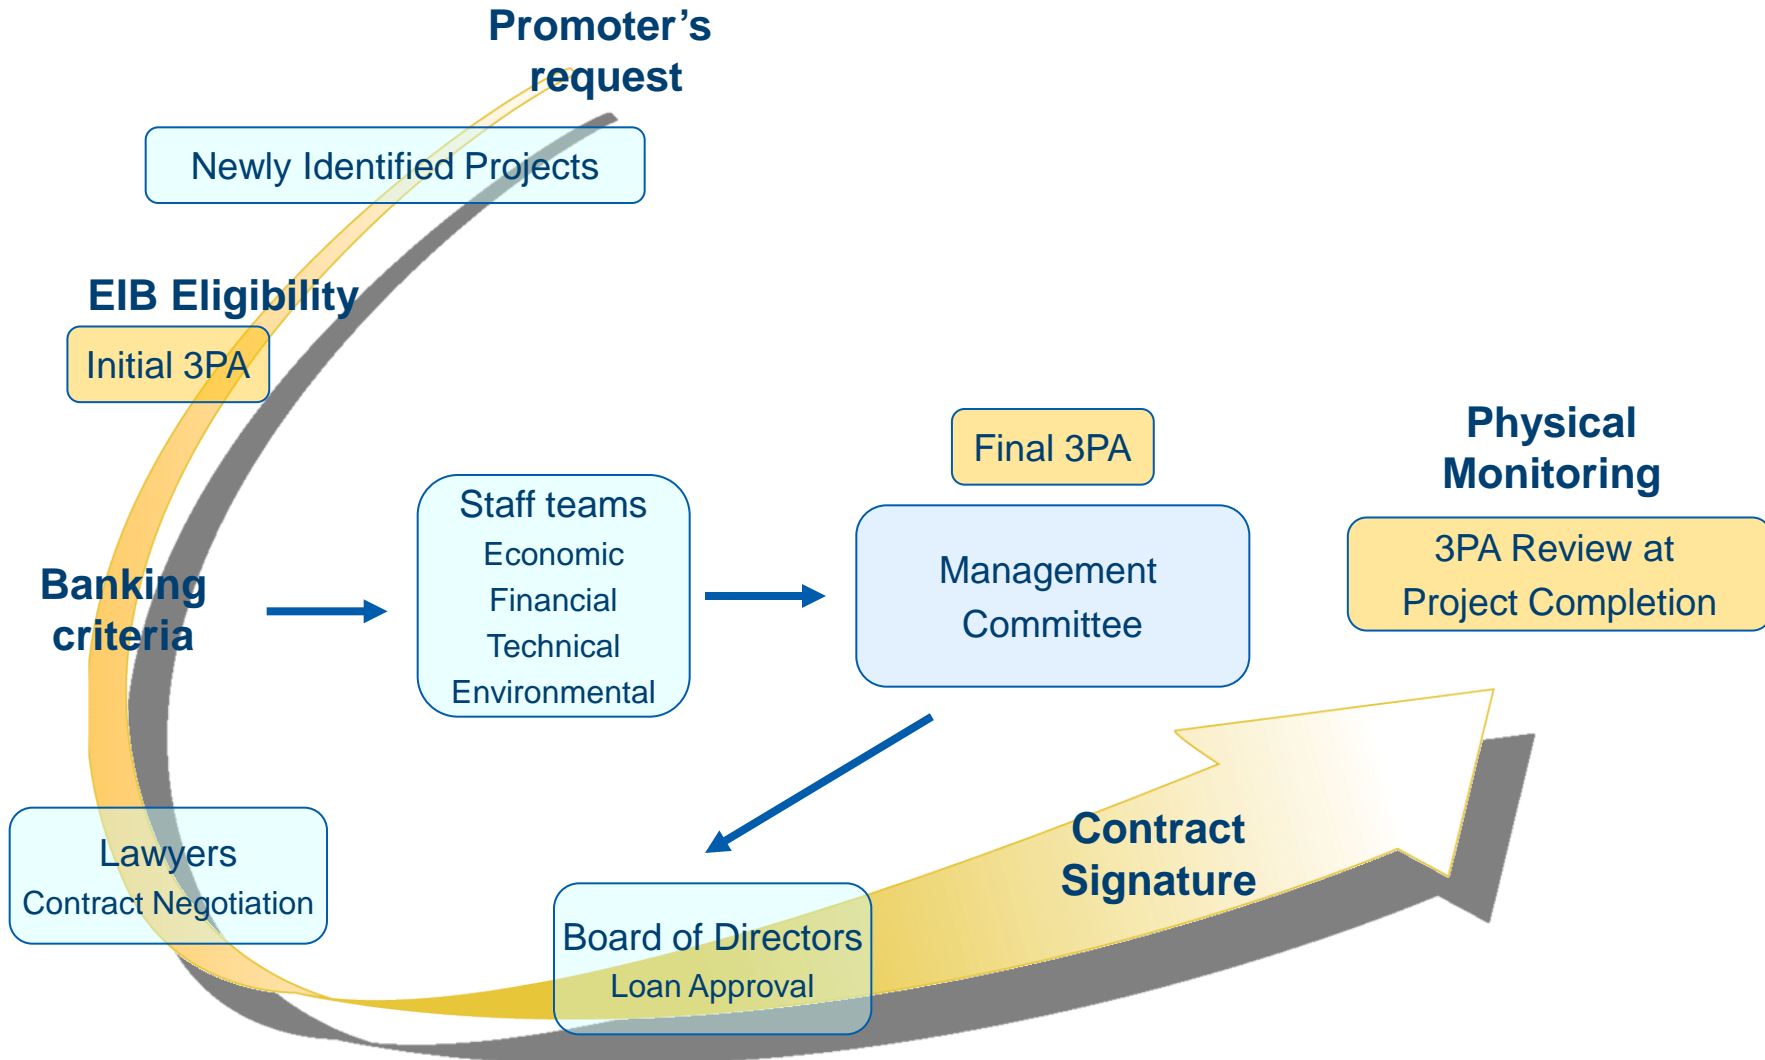 Promoter’s
request
Newly Identified Projects
EIB Eligibility
Initial 3PA
Banking
criteria
Staff teams
Economic
Financial
Technical
Environmental
Final 3PA
Management
Committee
Physical
Monitoring
3PA Review at
Project Completion
Lawyers
Contract Negotiation
Board of Directors
Loan Approval
Contract
Signature